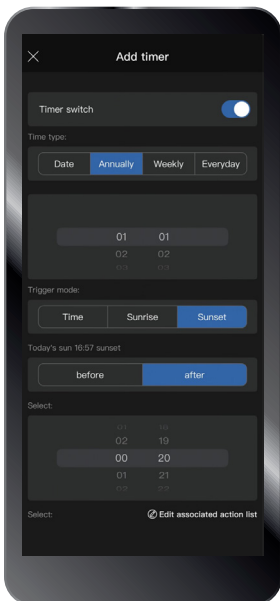 Add timer
Timer switch
Time type:
Date Annually Weekly Everyday
01 01
02 02
03 03
Trigger mode:
Time Sunrise Sunset
Today's sun 16:57 sunset
before after
Select:
02 19
00 20
01 21
Select: Edit associated action list